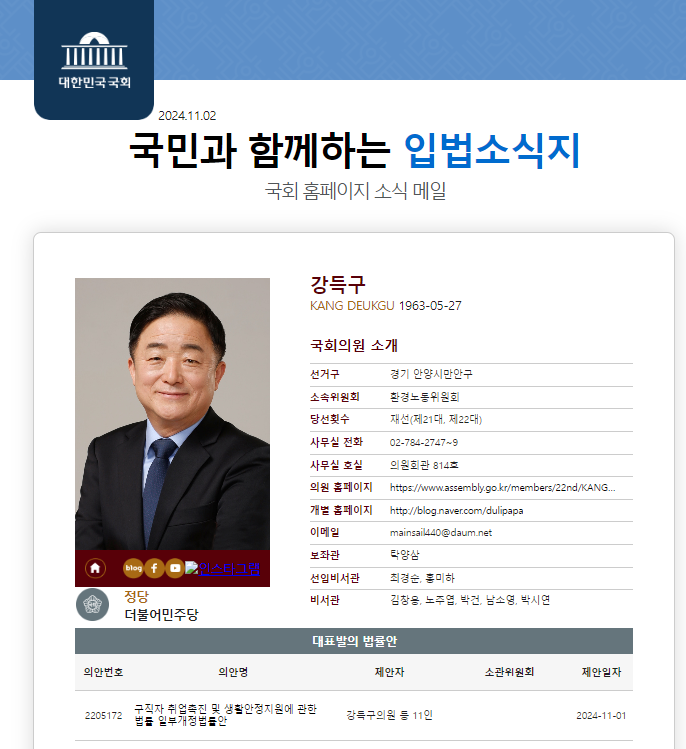 대한민국국회
2024.11.02
국민과 함께하는 입법소식지
국회 홈페이지 소식 메일
강득구
KANG DEUKGU 1963-05-27
국회의원 소개
선거구 경기 안양시만안구
소속위원회 환경노동위원회
당선횟수 재선(제21대, 제22대)
사무실 전화 02-784-2747~9
사무실 호실 의원회관 814호
의원 홈페이지 https://www.assembly.go.kr/members/22nd/KANG...
개별 홈페이지 http://blog.naver.com/dulipapa
이메일 mainsail440@daum.net
보좌관 탁양삼
선임비서관 최경순, 홍미하
비서관 김창용, 노주엽, 박건, 남소영, 박시연
blog 인스타그램
정당
더불어민주당
대표발의 법률안
의안번호 의안명 제안자 소관위원회 제안일자
2205172 구직자 취업촉진 및 생활안정지원에 관한 법률 일부개정법률안 강득구의원 등 11인 2024-11-01